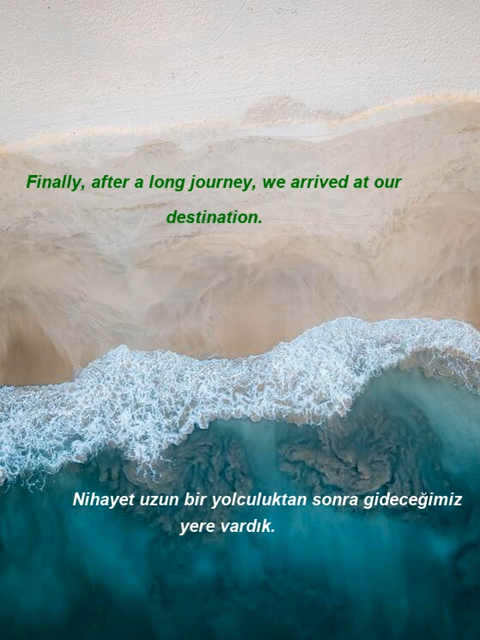 Finally, after a long journey, we arrived at our
destination.
Nihayet uzun bir yolculuktan sonra gideceğimiz
yere vardık.